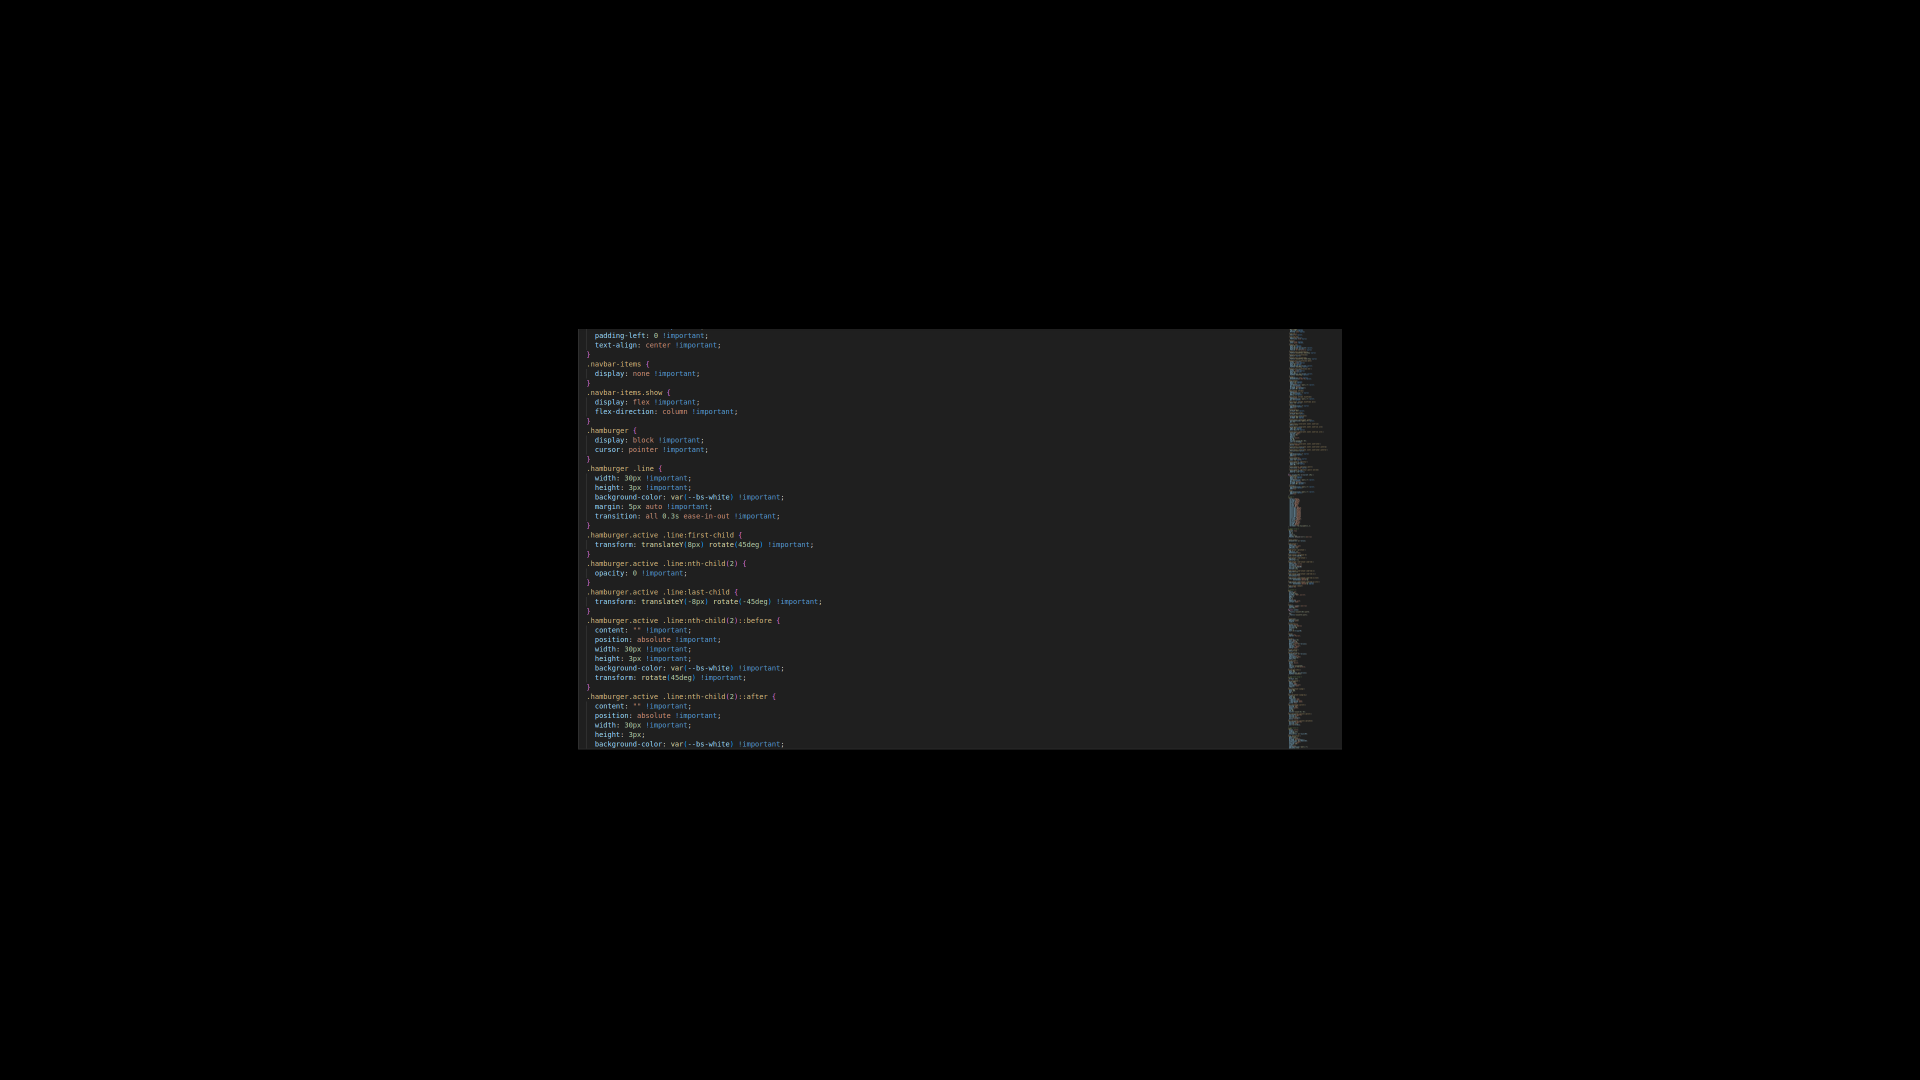 padding-left: 0 !important;
text-align: center !important;
}
.navbar-items {
display: none !important;
}
.navbar-items.show {
display: flex !important;
flex-direction: column !important;
}
.hamburger {
display: block !important;
cursor: pointer !important;
}
.hamburger .line {
width: 30px !important;
height: 3px !important;
background-color: var(--bs-white) !important;
margin: 5px auto !important;
transition: all 0.3s ease-in-out !important;
}
.hamburger.active .line:first-child {
transform: translateY(8px) rotate(45deg) !important;
}
.hamburger.active .line:nth-child(2) {
opacity: 0 !important;
}
.hamburger.active .line:last-child {
transform: translateY(-8px) rotate(-45deg) !important;
}
.hamburger.active .line:nth-child(2)::before {
content: "" !important;
position: absolute !important;
width: 30px !important;
height: 3px !important;
background-color: var(--bs-white) !important;
transform: rotate(45deg) !important;
}
.hamburger.active .line:nth-child(2)::after {
content: "" !important;
position: absolute !important;
width: 30px !important;
height: 3px;
background-color: var(--bs-white) !important;